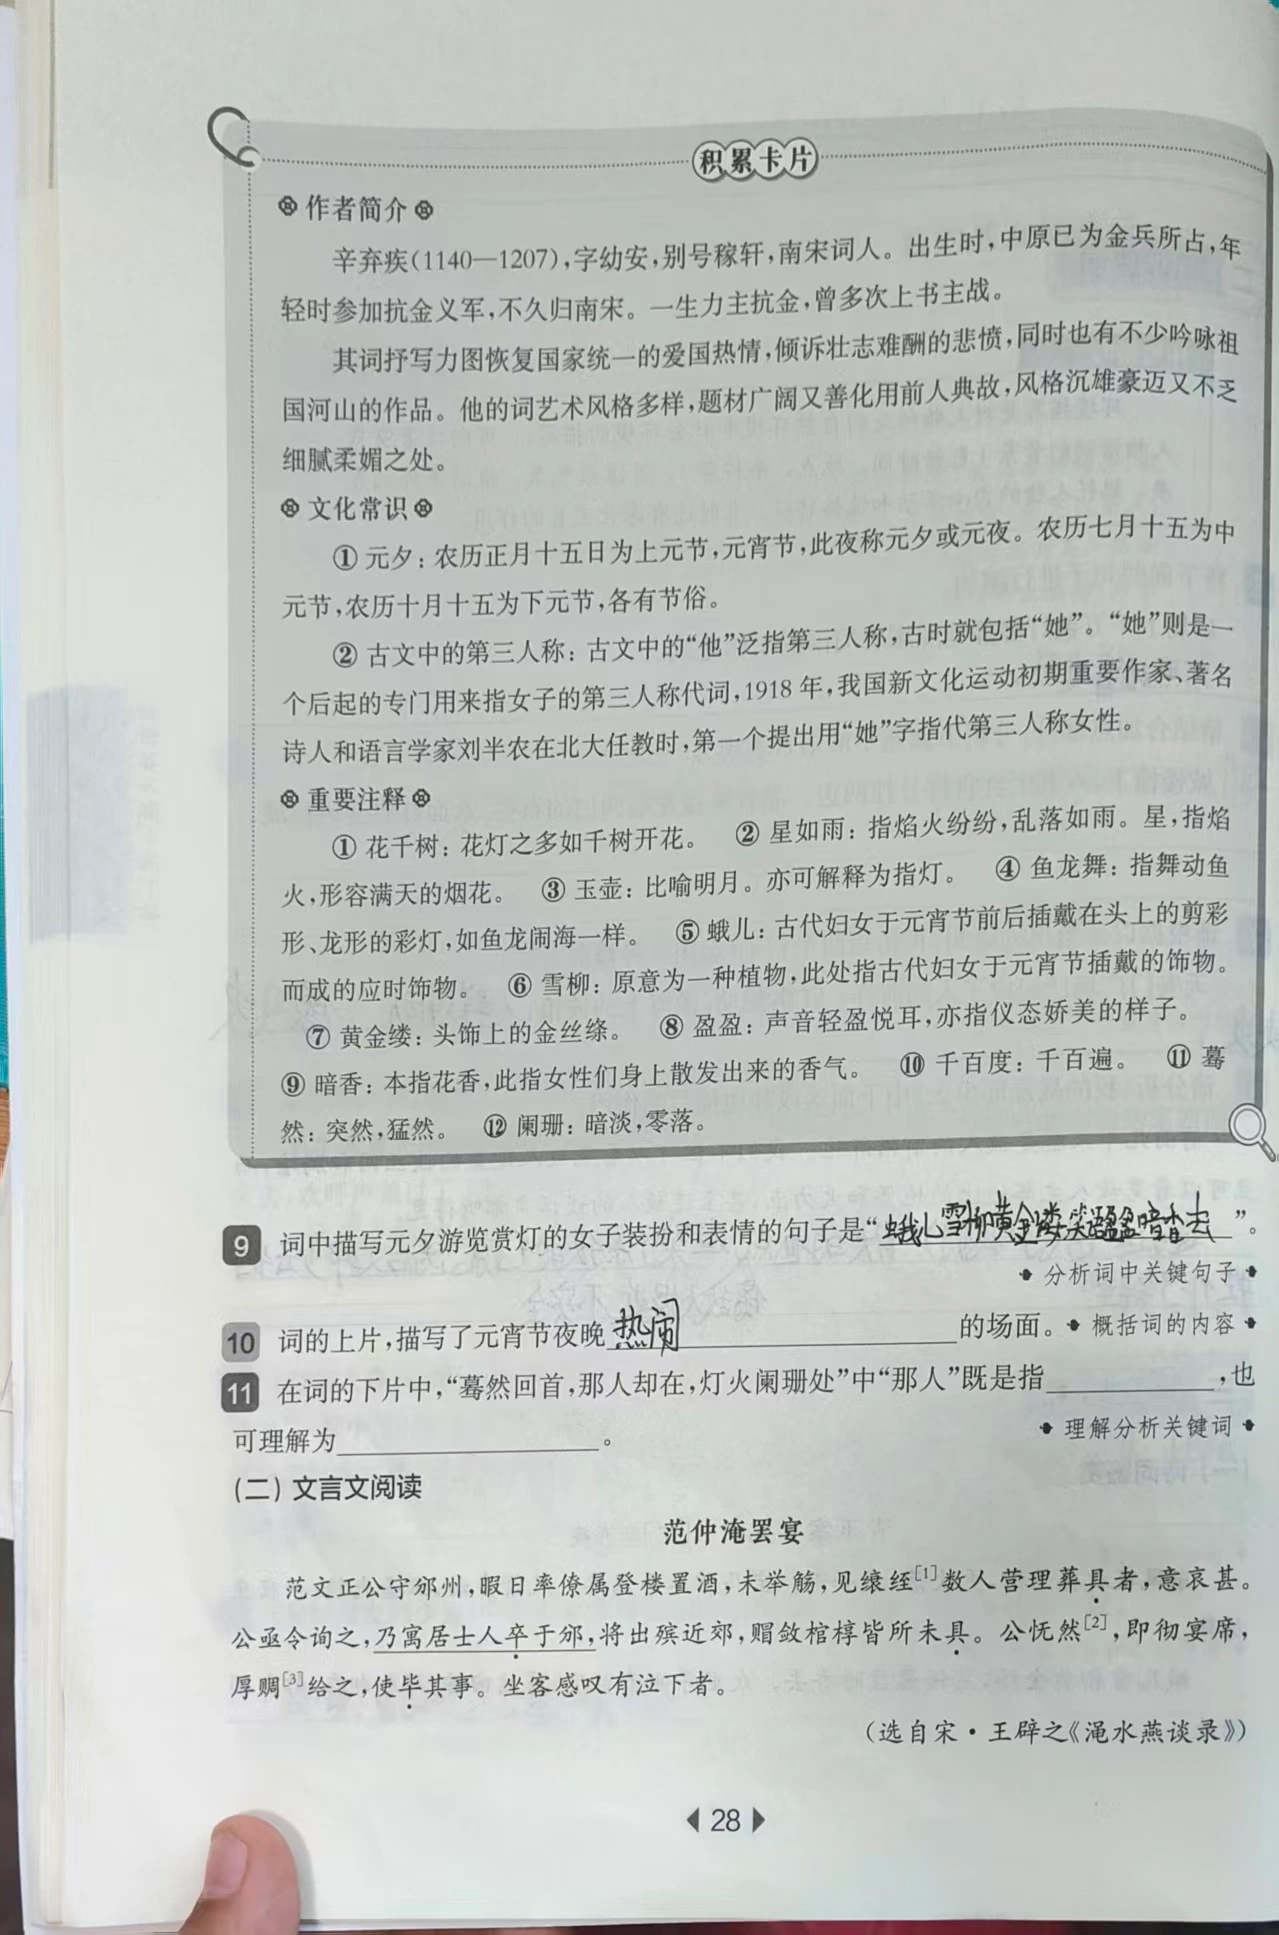 积累卡片
作者简介
辛弃疾(1140—1207),字幼安,别号稼轩,南宋词人。出生时,中原已为金兵所占,年
轻时参加抗金义军,不久归南宋。一生力主抗金,曾多次上书主战。
其词抒写力图恢复国家统一的爱国热情,倾诉壮志难酬的悲愤,同时也有不少吟咏祖
国河山的作品。他的词艺术风格多样,题材广阔又善化用前人典故,风格沉雄豪迈又不乏
细腻柔媚之处。
文化常识
① 元夕:农历正月十五日为上元节,元宵节,此夜称元夕或元夜。农历七月十五为中
元节,农历十月十五为下元节,各有节俗。
② 古文中的第三人称:古文中的“他”泛指第三人称,古时就包括“她”。“她”则是一
个后起的专门用来指女子的第三人称代词,1918年,我国新文化运动初期重要作家、著名
诗人和语言学家刘半农在北大任教时,第一个提出用“她”字指代第三人称女性。
重要注释
① 花千树:花灯之多如千树开花。 ② 星如雨:指焰火纷纷,乱落如雨。星,指焰
火,形容满天的烟花。 ③ 玉壶:比喻明月。亦可解释为指灯。 ④ 鱼龙舞:指舞动鱼
形、龙形的彩灯,如鱼龙闹海一样。 ⑤ 蛾儿:古代妇女于元宵节前后插戴在头上的剪彩
而成的应时饰物。 ⑥ 雪柳:原意为一种植物,此处指古代妇女于元宵节插戴的饰物。
⑦ 黄金缕:头饰上的金丝绦。 ⑧ 盈盈:声音轻盈悦耳,亦指仪态娇美的样子。
⑨ 暗香:本指花香,此指女性们身上散发出来的香气。 ⑩ 千百度:千百遍。 ⑪ 蓦
然:突然,猛然。 ⑫ 阑珊:暗淡,零落。
9 词中描写元夕游览赏灯的女子装扮和表情的句子是“蛾儿雪柳黄金缕笑盈盈暗香去”。
分析词中关键句子
10 词的上片,描写了元宵节夜晚热闹的场面。 概括词的内容
11 在词的下片中,“蓦然回首,那人却在,灯火阑珊处”中“那人”既是指,也
可理解为。 理解分析关键词
(二) 文言文阅读
范仲淹罢宴
范文正公守邠州,暇日率僚属登楼置酒,未举觞,见缞绖[1]数人营理葬具者,意哀甚。
公亟令询之,乃寓居士人卒于邠,将出殡近郊,赗敛棺椁皆所未具。公怃然[2],即彻宴席,
厚赒[3]给之,使毕其事。坐客感叹有泣下者。
(选自宋·王辟之《渑水燕谈录》)
28